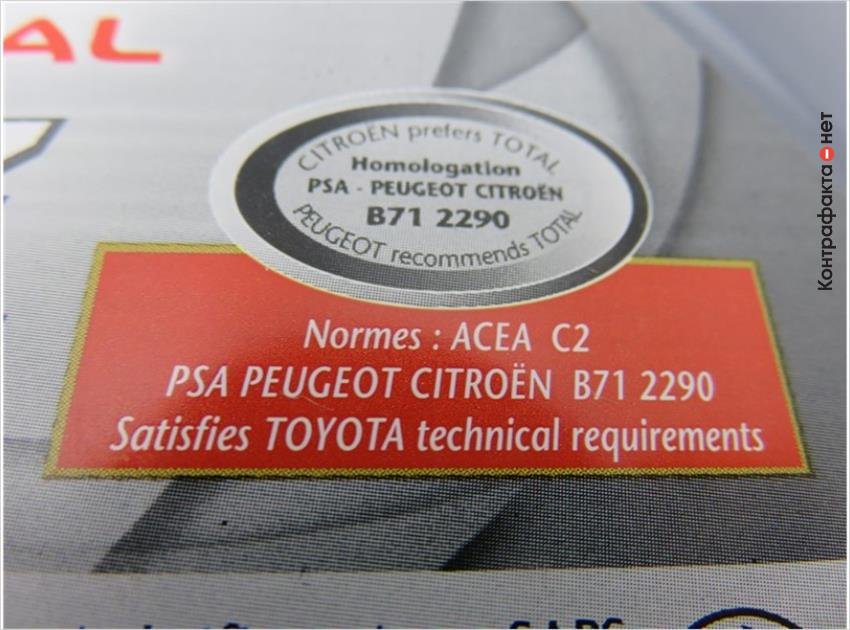 AL
CITROËN prefers TOTAL
Homologation
PSA - PEUGEOT CITROËN
B71 2290
PEUGEOT recommends TOTAL
Normes : ACEA C2
PSA PEUGEOT CITROËN B71 2290
Satisfies TOYOTA technical requirements
Контрафакта нет